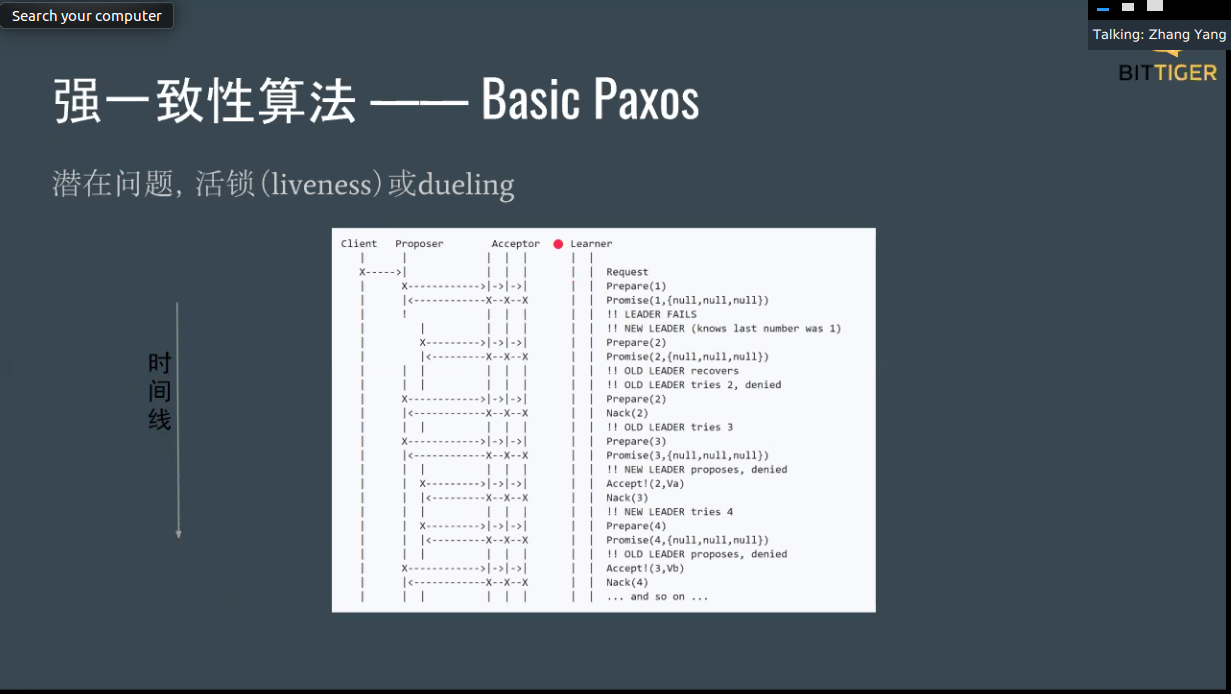 Search your computer
Talking: Zhang Yang
BITTIGER
强一致性算法 —— Basic Paxos
潜在问题，活锁（liveness）或dueling
时间线
Client   Proposer        Acceptor     Learner
   |      |             |  |  |       |  |
   X----->|             |  |  |       |  |  Request
   |      X------------>|->|->|       |  |  Prepare(1)
   |      |<------------X--X--X       |  |  Promise(1,{null,null,null})
   |      !             |  |  |       |  |  !! LEADER FAILS
   |         |          |  |  |       |  |  !! NEW LEADER (knows last number was 1)
   |         X--------->|->|->|       |  |  Prepare(2)
   |         |<---------X--X--X       |  |  Promise(2,{null,null,null})
   |      |  |          |  |  |       |  |  !! OLD LEADER recovers
   |      |  |          |  |  |       |  |  !! OLD LEADER tries 2, denied
   |      X------------>|->|->|       |  |  Prepare(2)
   |      |<------------X--X--X       |  |  Nack(2)
   |      |  |          |  |  |       |  |  !! OLD LEADER tries 3
   |      X------------>|->|->|       |  |  Prepare(3)
   |      |<------------X--X--X       |  |  Promise(3,{null,null,null})
   |      |  |          |  |  |       |  |  !! NEW LEADER proposes, denied
   |      |  X--------->|->|->|       |  |  Accept!(2,Va)
   |      |  |<---------X--X--X       |  |  Nack(3)
   |      |  |          |  |  |       |  |  !! NEW LEADER tries 4
   |      |  X--------->|->|->|       |  |  Prepare(4)
   |      |  |<---------X--X--X       |  |  Promise(4,{null,null,null})
   |      |  |          |  |  |       |  |  !! OLD LEADER proposes, denied
   |      X------------>|->|->|       |  |  Accept!(3,Vb)
   |      |<------------X--X--X       |  |  Nack(4)
   |      |  |          |  |  |       |  |  ... and so on ...